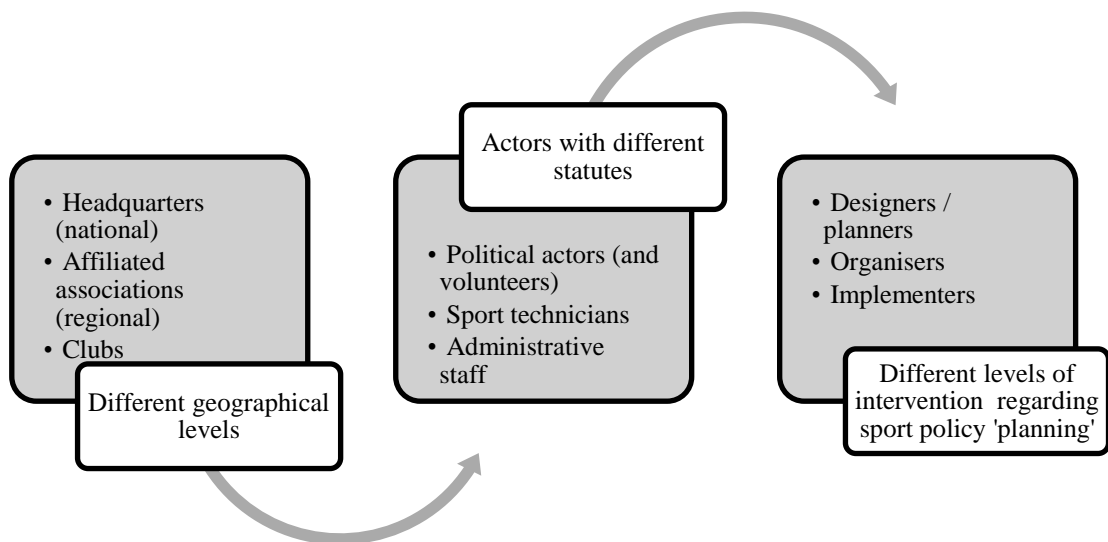 • Headquarters
(national)
• Affiliated
associations
(regional)
• Clubs
Different geographical
levels
Actors with different
statutes
• Political actors (and
volunteers)
• Sport technicians
• Administrative
staff
• Designers /
planners
• Organisers
• Implementers
Different levels of
intervention regarding
sport policy 'planning'